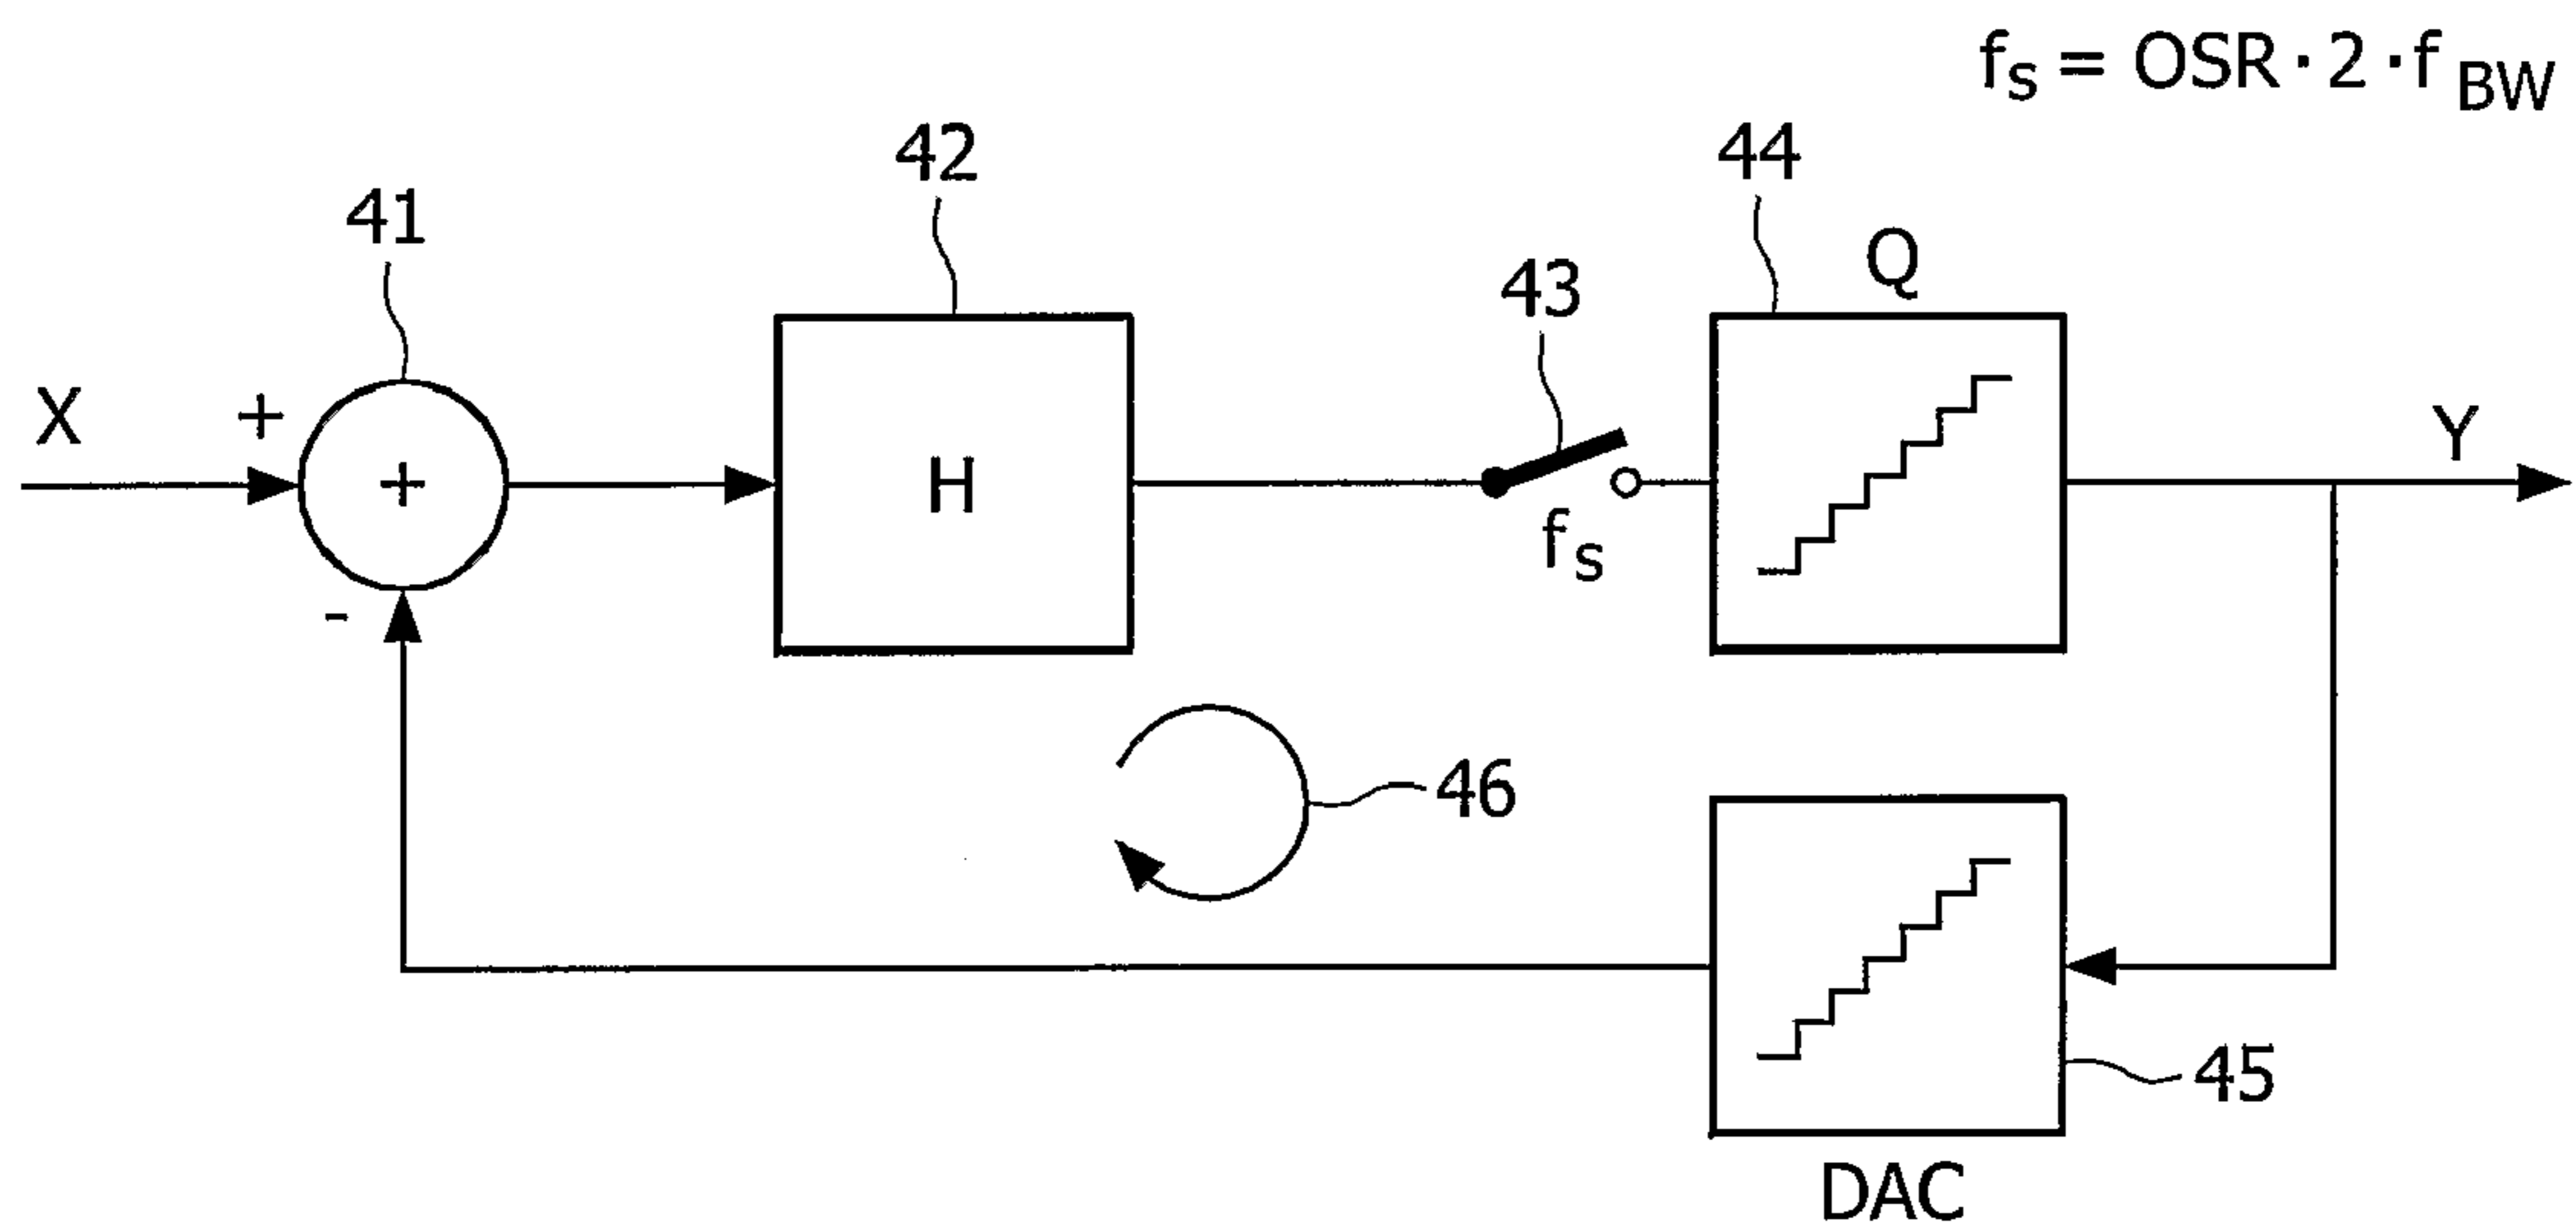 fS = OSR · 2 · fBW
42
44
41
Q
43
X
+
+
H
Y
fS
-
46
45
DAC